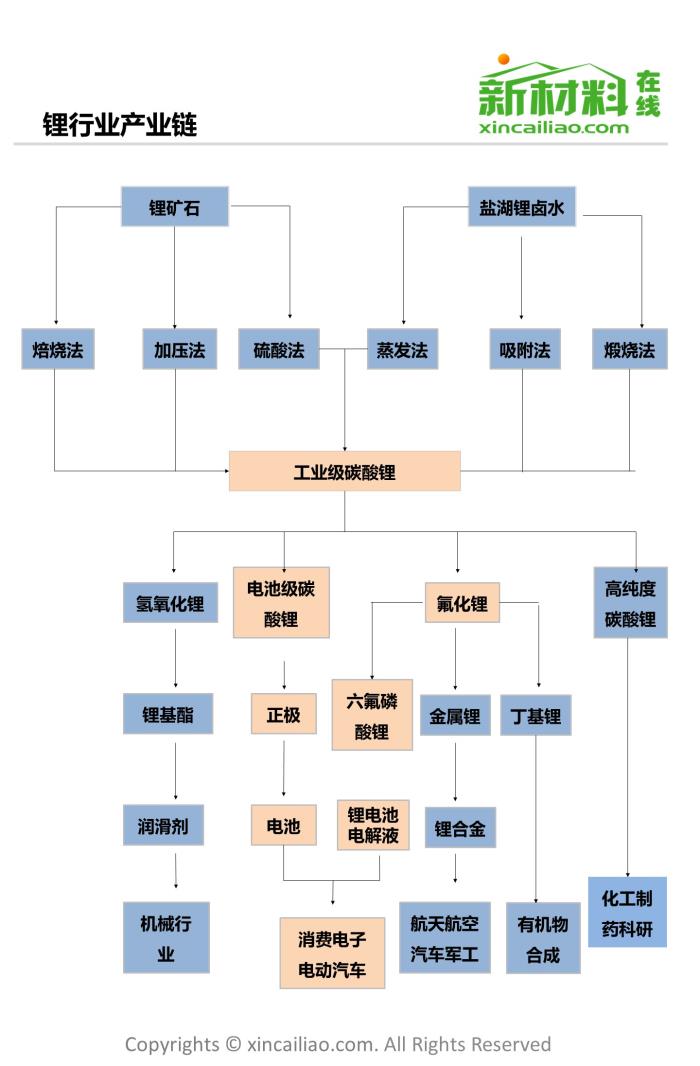 新材料在线
xincailiao.com
锂行业产业链
锂矿石
盐湖锂卤水
焙烧法
加压法
硫酸法
蒸发法
吸附法
煅烧法
工业级碳酸锂
氢氧化锂
电池级碳
酸锂
氟化锂
高纯度
碳酸锂
锂基酯
正极
六氟磷
酸锂
金属锂
丁基锂
润滑剂
电池
锂电池
电解液
锂合金
机械行
业
消费电子
电动汽车
航天航空
汽车军工
有机物
合成
化工制
药科研
Copyrights © xincailiao.com. All Rights Reserved